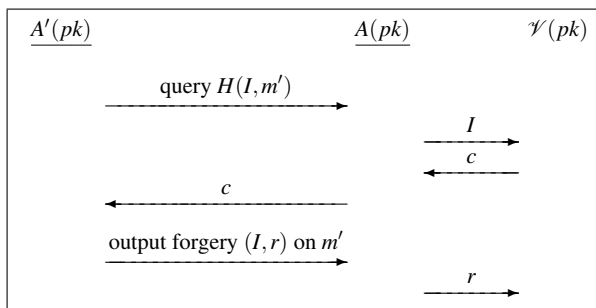 A′(pk) A(pk) 𝒱(pk)
query H(I,m′)
I
c
c
output forgery (I,r) on m′
r